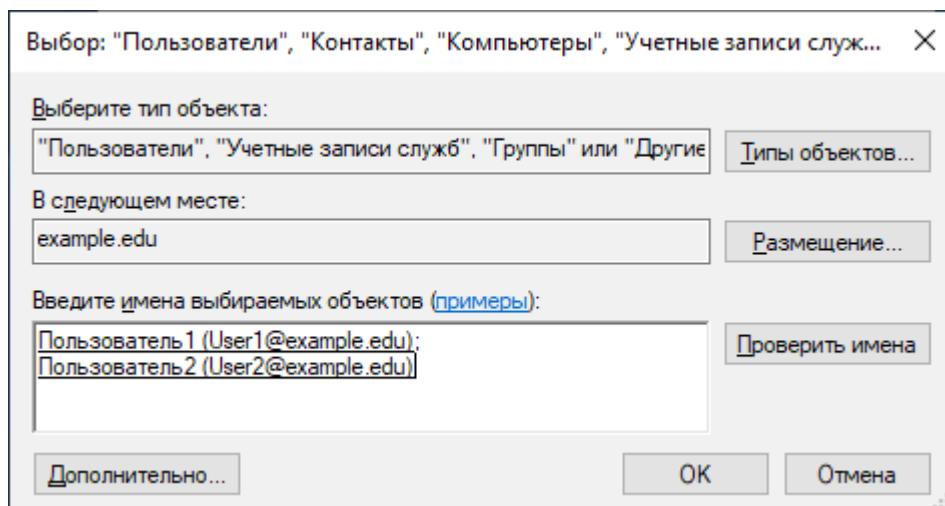 Выбор: "Пользователи", "Контакты", "Компьютеры", "Учетные записи служ...
Выберите тип объекта:
"Пользователи", "Учетные записи служб", "Группы" или "Другие
Типы объектов...
В следующем месте:
example.edu
Размещение...
Введите имена выбираемых объектов (примеры):
Пользователь1 (User1@example.edu);
Пользователь2 (User2@example.edu)
Проверить имена
Дополнительно...
OK
Отмена